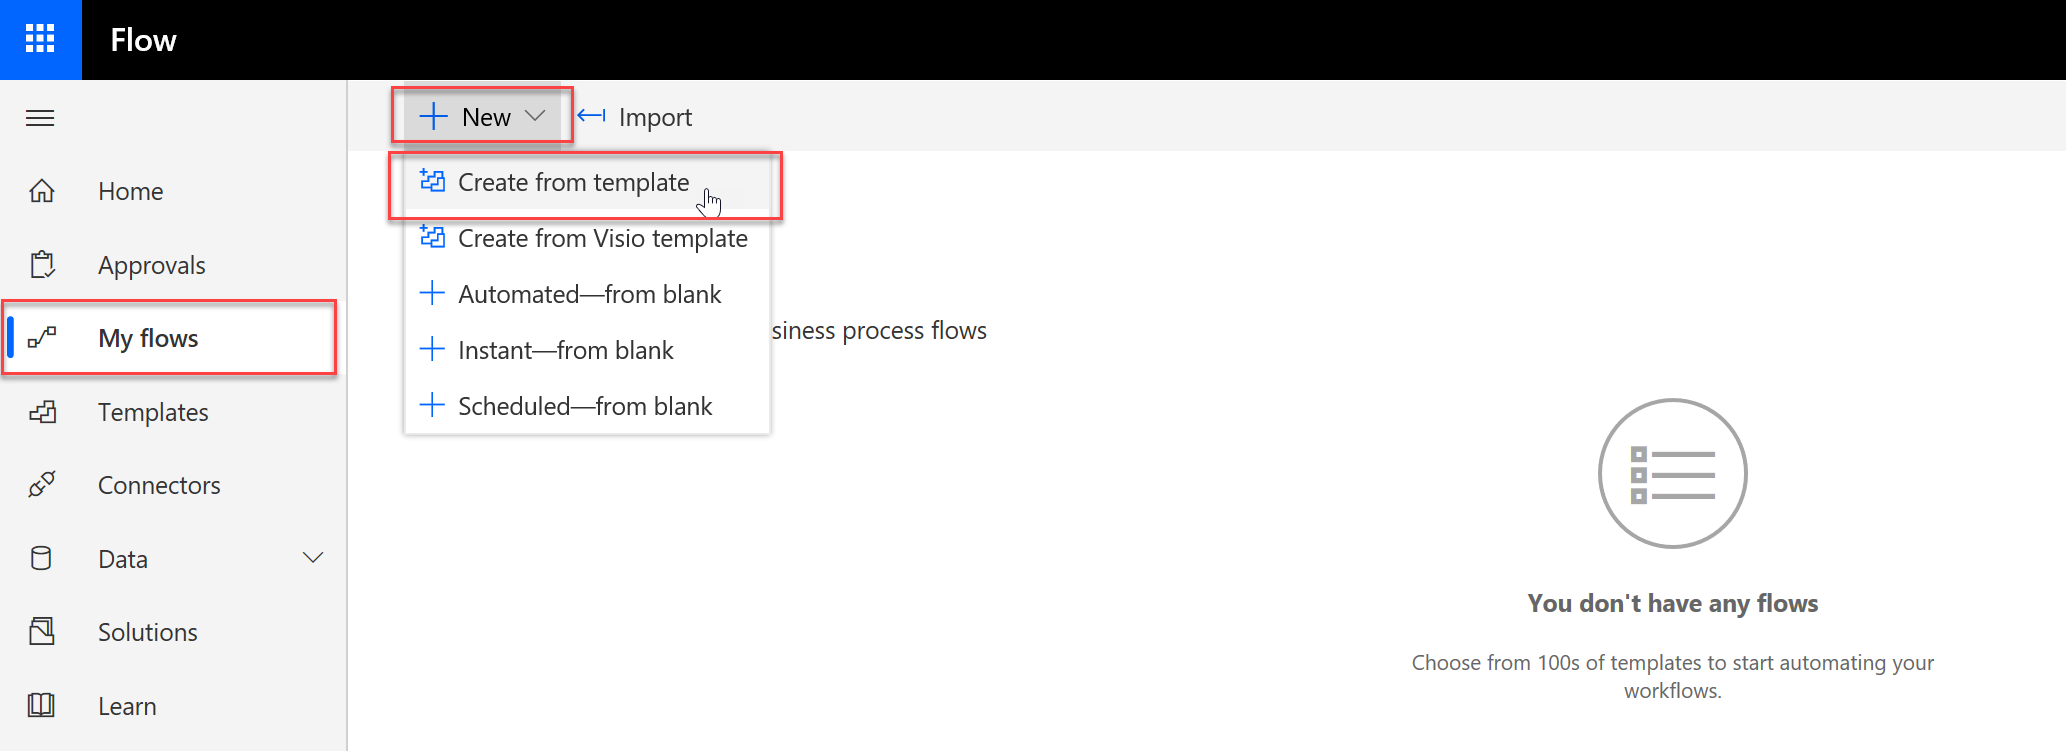 Flow
New
Import
Home
Approvals
My flows
Templates
Connectors
Data
Solutions
Learn
Create from template
Create from Visio template
Automated—from blank
Instant—from blank
Scheduled—from blank
siness process flows
You don't have any flows
Choose from 100s of templates to start automating your
workflows.